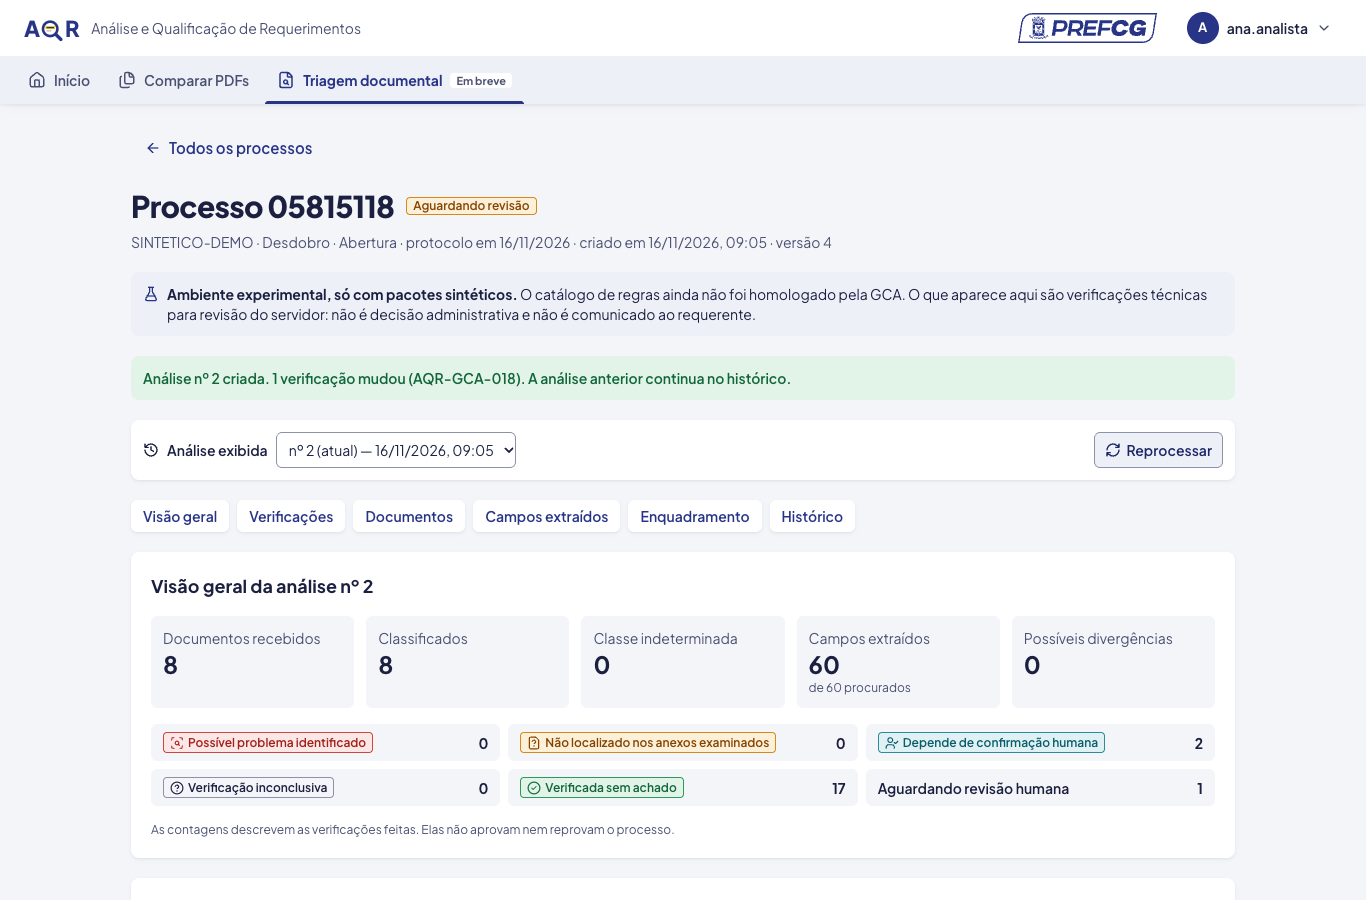 AQR Análise e Qualificação de Requerimentos
PREFCG
A ana.analista
Início Comparar PDFs Triagem documental Em breve
Todos os processos
Processo 05815118 Aguardando revisão
SINTETICO-DEMO · Desdobro · Abertura · protocolo em 16/11/2026 · criado em 16/11/2026, 09:05 · versão 4
Ambiente experimental, só com pacotes sintéticos. O catálogo de regras ainda não foi homologado pela GCA. O que aparece aqui são verificações técnicas
para revisão do servidor: não é decisão administrativa e não é comunicado ao requerente.
Análise nº 2 criada. 1 verificação mudou (AQR-GCA-018). A análise anterior continua no histórico.
Análise exibida nº 2 (atual) — 16/11/2026, 09:05 Reprocessar
Visão geral Verificações Documentos Campos extraídos Enquadramento Histórico
Visão geral da análise nº 2
Documentos recebidos Classificados Classe indeterminada Campos extraídos Possíveis divergências
8 8 0 60 0
de 60 procurados
Possível problema identificado 0 Não localizado nos anexos examinados 0 Depende de confirmação humana 2
Verificação inconclusiva 0 Verificada sem achado 17 Aguardando revisão humana 1
As contagens descrevem as verificações feitas. Elas não aprovam nem reprovam o processo.